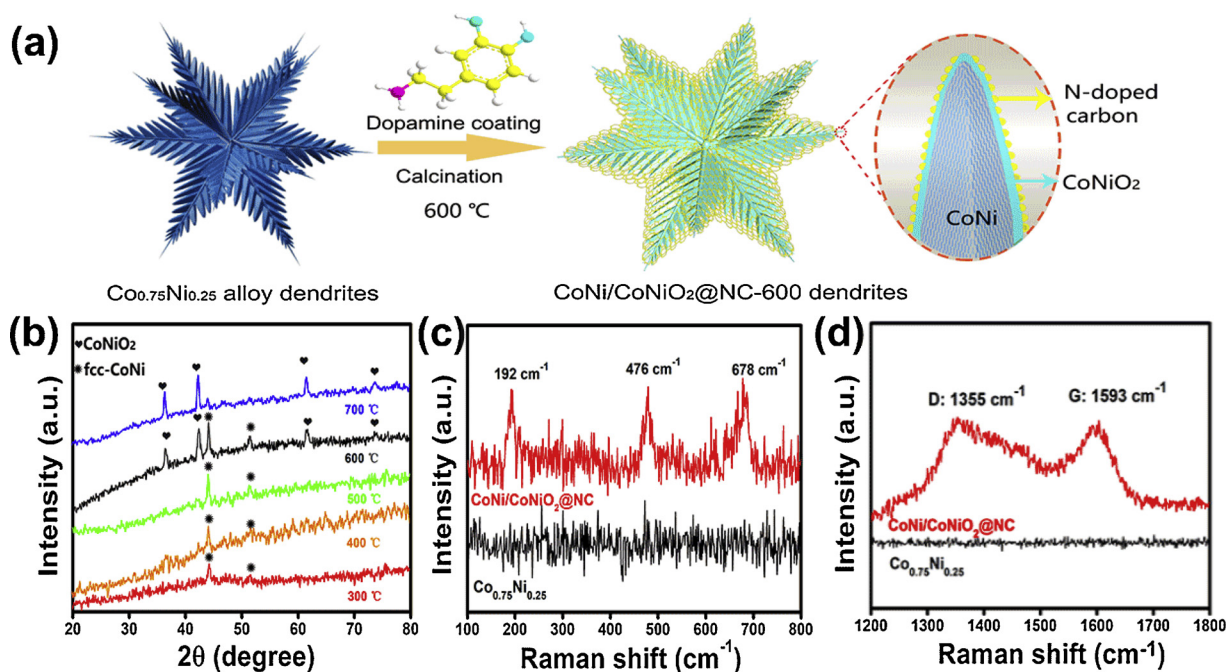 (a)
Dopamine coating
Calcination
600 ℃
N-doped
carbon
CoNiO₂
CoNi
Co₀.₇₅Ni₀.₂₅ alloy dendrites
CoNi/CoNiO₂@NC-600 dendrites
(b)
♥CoNiO₂
✹fcc-CoNi
700 ℃
600 ℃
500 ℃
400 ℃
300 ℃
Intensity (a.u.)
20 30 40 50 60 70 80
2θ (degree)
(c)
192 cm⁻¹
476 cm⁻¹
678 cm⁻¹
CoNi/CoNiO₂@NC
Co₀.₇₅Ni₀.₂₅
Intensity (a.u.)
100 200 300 400 500 600 700 800
Raman shift (cm⁻¹)
(d)
D: 1355 cm⁻¹
G: 1593 cm⁻¹
CoNi/CoNiO₂@NC
Co₀.₇₅Ni₀.₂₅
Intensity (a.u.)
1200 1300 1400 1500 1600 1700 1800
Raman shift (cm⁻¹)